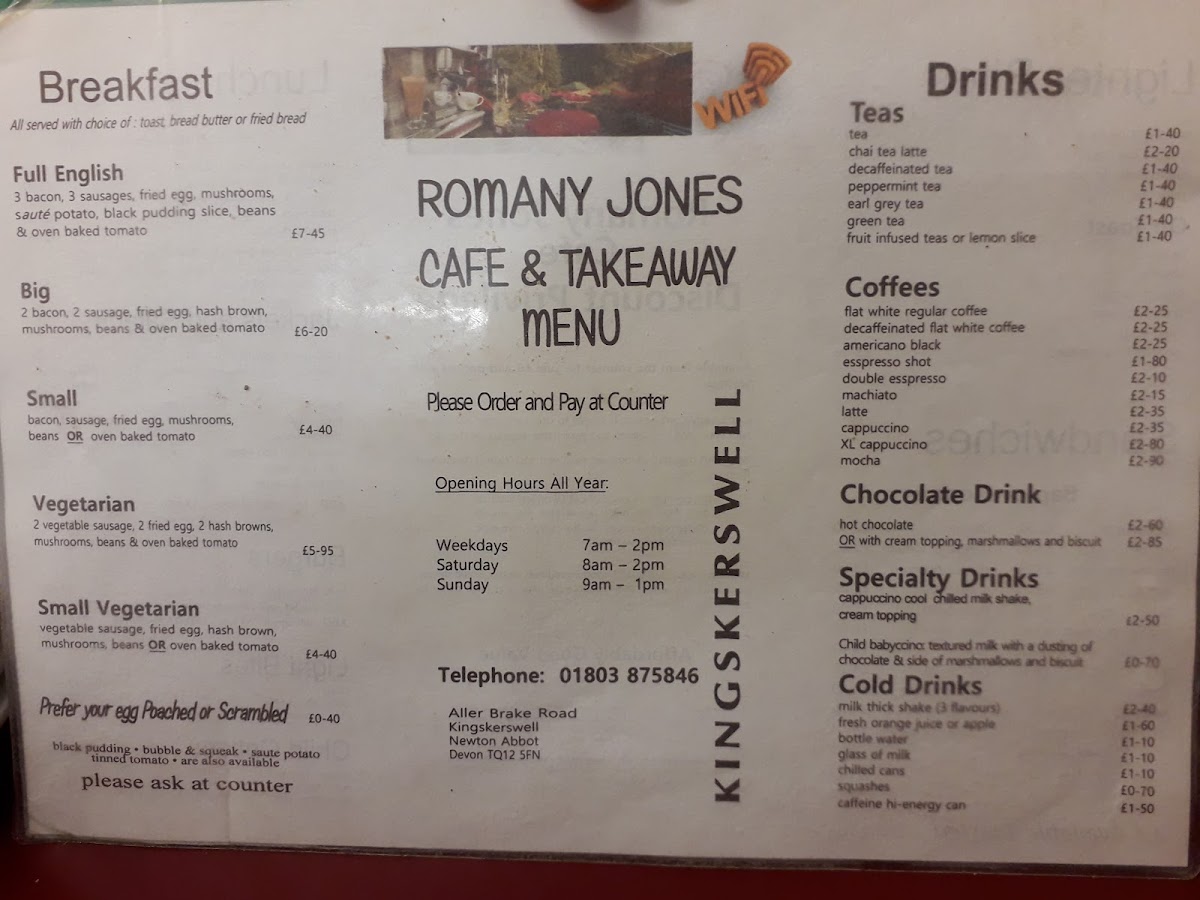 Breakfast
All served with choice of : toast, bread butter or fried bread
Full English
3 bacon, 3 sausages, fried egg, mushrooms,
sauté potato, black pudding slice, beans
& oven baked tomato £7-45
Big
2 bacon, 2 sausage, fried egg, hash brown,
mushrooms, beans & oven baked tomato £6-20
Small
bacon, sausage, fried egg, mushrooms,
beans OR oven baked tomato £4-40
Vegetarian
2 vegetable sausage, 2 fried egg, 2 hash browns,
mushrooms, beans & oven baked tomato £5-95
Small Vegetarian
vegetable sausage, fried egg, hash brown,
mushrooms, beans OR oven baked tomato £4-40
Prefer your egg Poached or Scrambled £0-40
black pudding • bubble & squeak • saute potato
tinned tomato • are also available
please ask at counter
WiFi
ROMANY JONES
CAFE & TAKEAWAY
MENU
Please Order and Pay at Counter
Opening Hours All Year:
Weekdays 7am – 2pm
Saturday 8am – 2pm
Sunday 9am – 1pm
Telephone: 01803 875846
Aller Brake Road
Kingskerswell
Newton Abbot
Devon TQ12 5FN
KINGSKERSWELL
Drinks
Teas
tea £1-40
chai tea latte £2-20
decaffeinated tea £1-40
peppermint tea £1-40
earl grey tea £1-40
green tea £1-40
fruit infused teas or lemon slice £1-40
Coffees
flat white regular coffee £2-25
decaffeinated flat white coffee £2-25
americano black £2-25
esspresso shot £1-80
double esspresso £2-10
machiato £2-15
latte £2-35
cappuccino £2-35
XL cappuccino £2-80
mocha £2-90
Chocolate Drink
hot chocolate £2-60
OR with cream topping, marshmallows and biscuit £2-85
Specialty Drinks
cappuccino cool chilled milk shake,
cream topping £2-50
Child babyccino: textured milk with a dusting of
chocolate & side of marshmallows and biscuit £0-70
Cold Drinks
milk thick shake (3 flavours) £2-40
fresh orange juice or apple £1-60
bottle water £1-10
glass of milk £1-10
chilled cans £1-10
squashes £0-70
caffeine hi-energy can £1-50